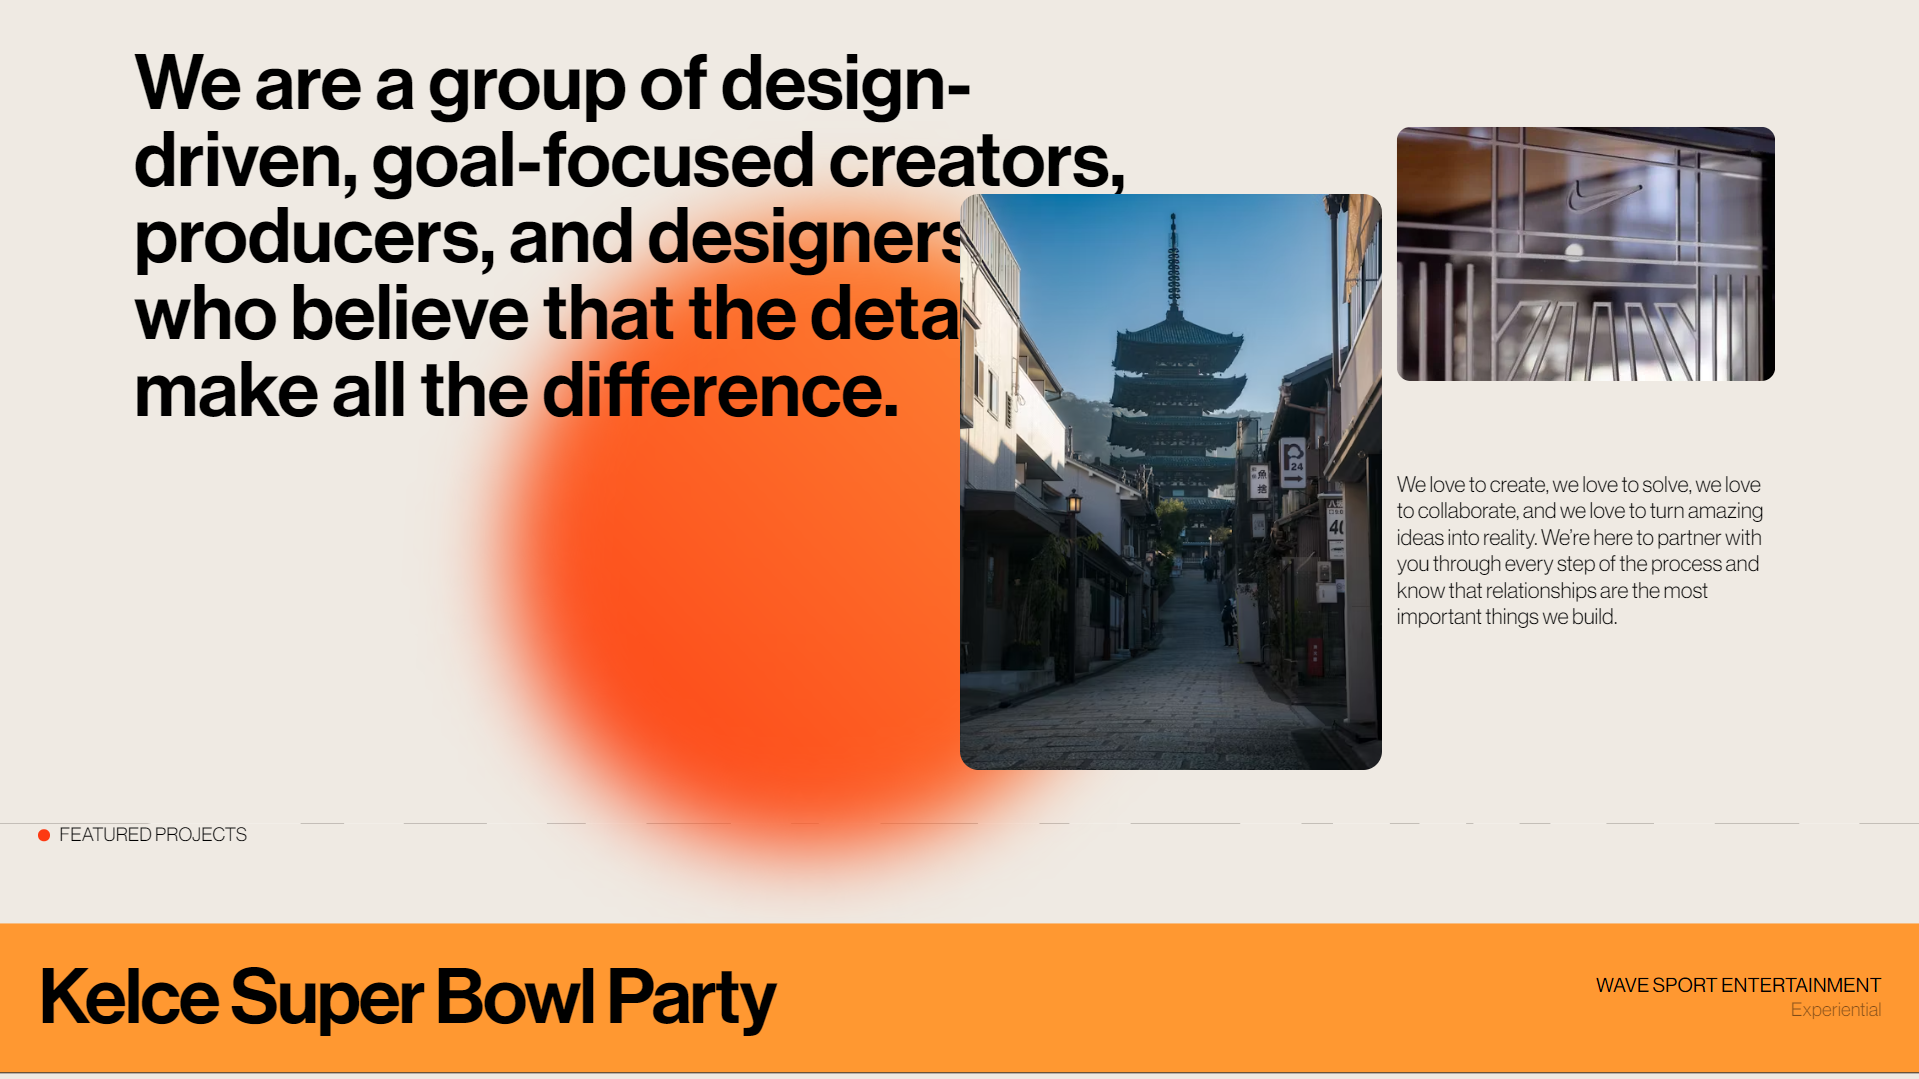 We are a group of design-
driven, goal-focused creators,
producers, and designers
who believe that the deta
make all the difference.
24
魚
捨
40
We love to create, we love to solve, we love
to collaborate, and we love to turn amazing
ideas into reality. We're here to partner with
you through every step of the process and
know that relationships are the most
important things we build.
FEATURED PROJECTS
Kelce Super Bowl Party
WAVE SPORT ENTERTAINMENT
Experiential